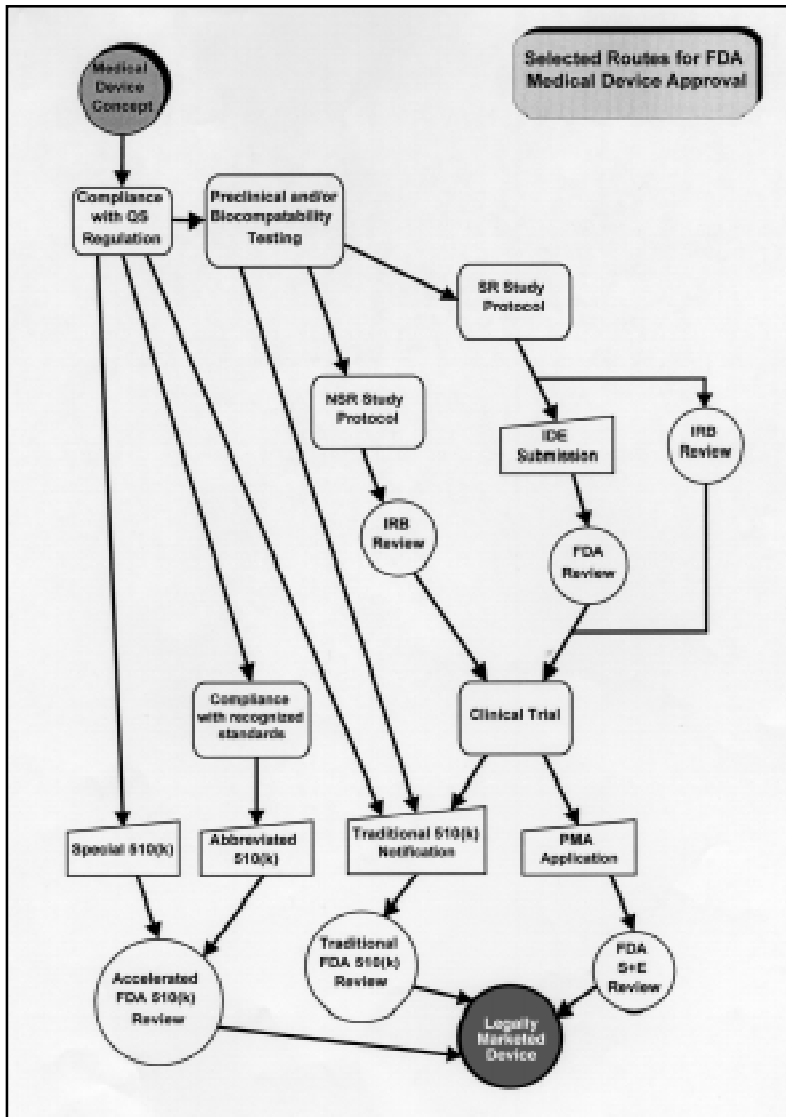 Medical
Device
Concept
Selected Routes for FDA
Medical Device Approval
Compliance
with QS
Regulation
Preclinical and/or
Biocompatability
Testing
SR Study
Protocol
NSR Study
Protocol
IDE
Submission
IRB
Review
IRB
Review
FDA
Review
Compliance
with recognized
standards
Clinical Trial
Special 510(k)
Abbreviated
510(k)
Traditional 510(k)
Notification
PMA
Application
Accelerated
FDA 510(k)
Review
Traditional
FDA 510(k)
Review
FDA
S+E
Review
Legally
Marketed
Device